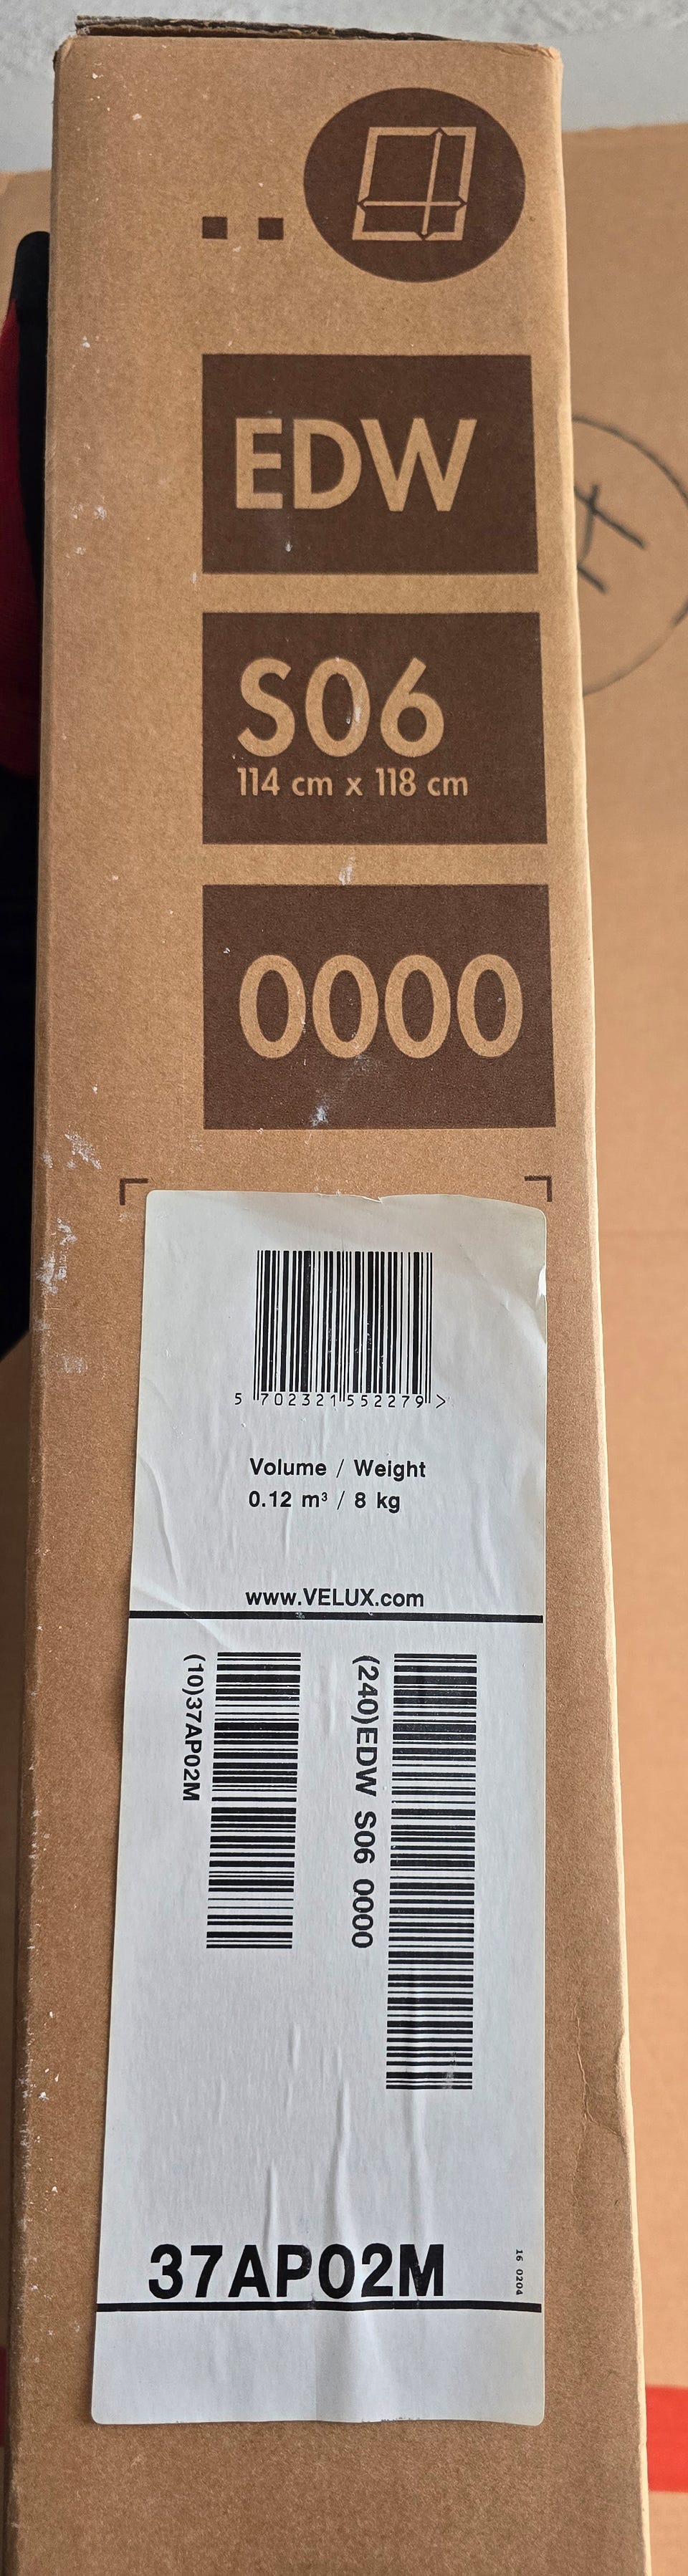 EDW
S06
114 cm x 118 cm
0000
5 702321 552279 >
Volume / Weight
0.12 m³ / 8 kg
www.VELUX.com
(240)EDW S06 0000
(10)37AP02M
37AP02M
16 0204